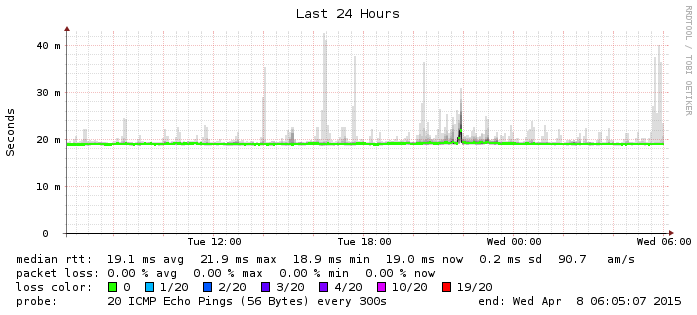 Last 24 Hours
RRDTOOL / TOBI OETIKER
Seconds
40 m
30 m
20 m
10 m
0
Tue 12:00 Tue 18:00 Wed 00:00 Wed 06:00
median rtt: 19.1 ms avg 21.9 ms max 18.9 ms min 19.0 ms now 0.2 ms sd 90.7 am/s
packet loss: 0.00 % avg 0.00 % max 0.00 % min 0.00 % now
loss color: 0 1/20 2/20 3/20 4/20 10/20 19/20
probe: 20 ICMP Echo Pings (56 Bytes) every 300s end: Wed Apr 8 06:05:07 2015